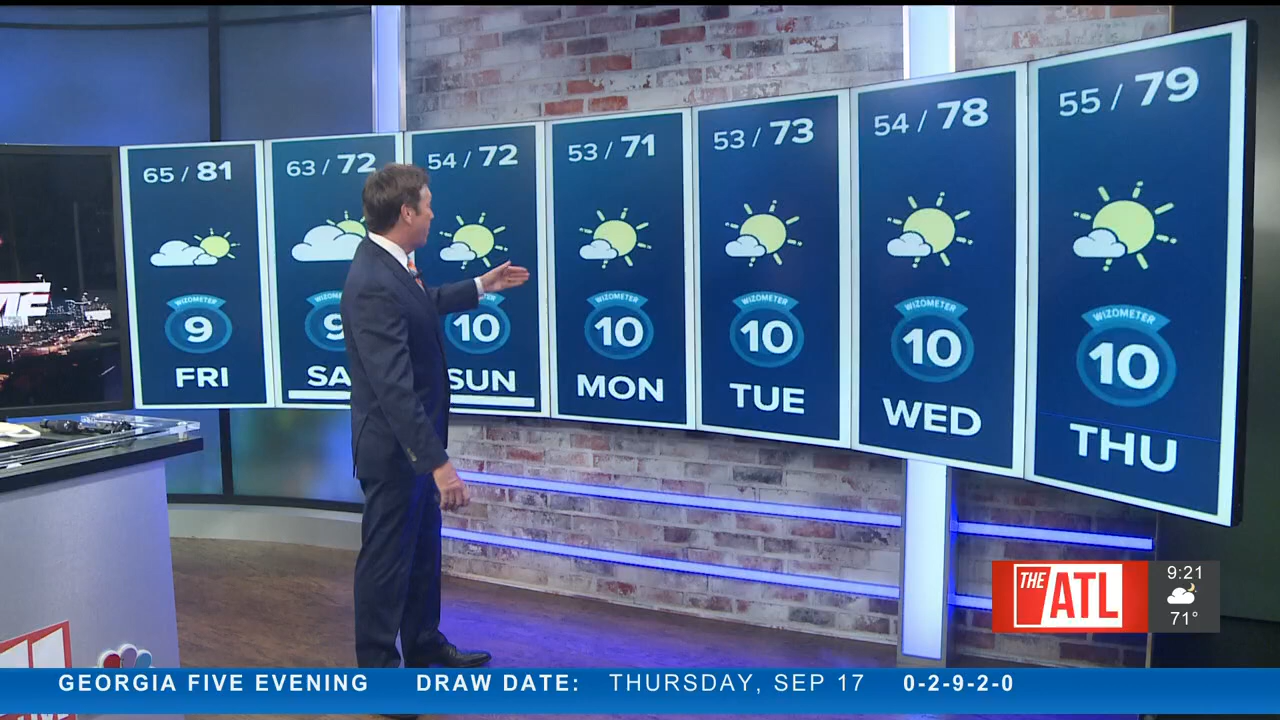 65 / 81
63 / 72
54 / 72
53 / 71
53 / 73
54 / 78
55 / 79
WIZOMETER
9
WIZOMETER
10
WIZOMETER
10
WIZOMETER
10
WIZOMETER
10
WIZOMETER
10
FRI
SUN
MON
TUE
WED
THU
THE ATL
9:21
71°
GEORGIA FIVE EVENING DRAW DATE: THURSDAY, SEP 17 0-2-9-2-0